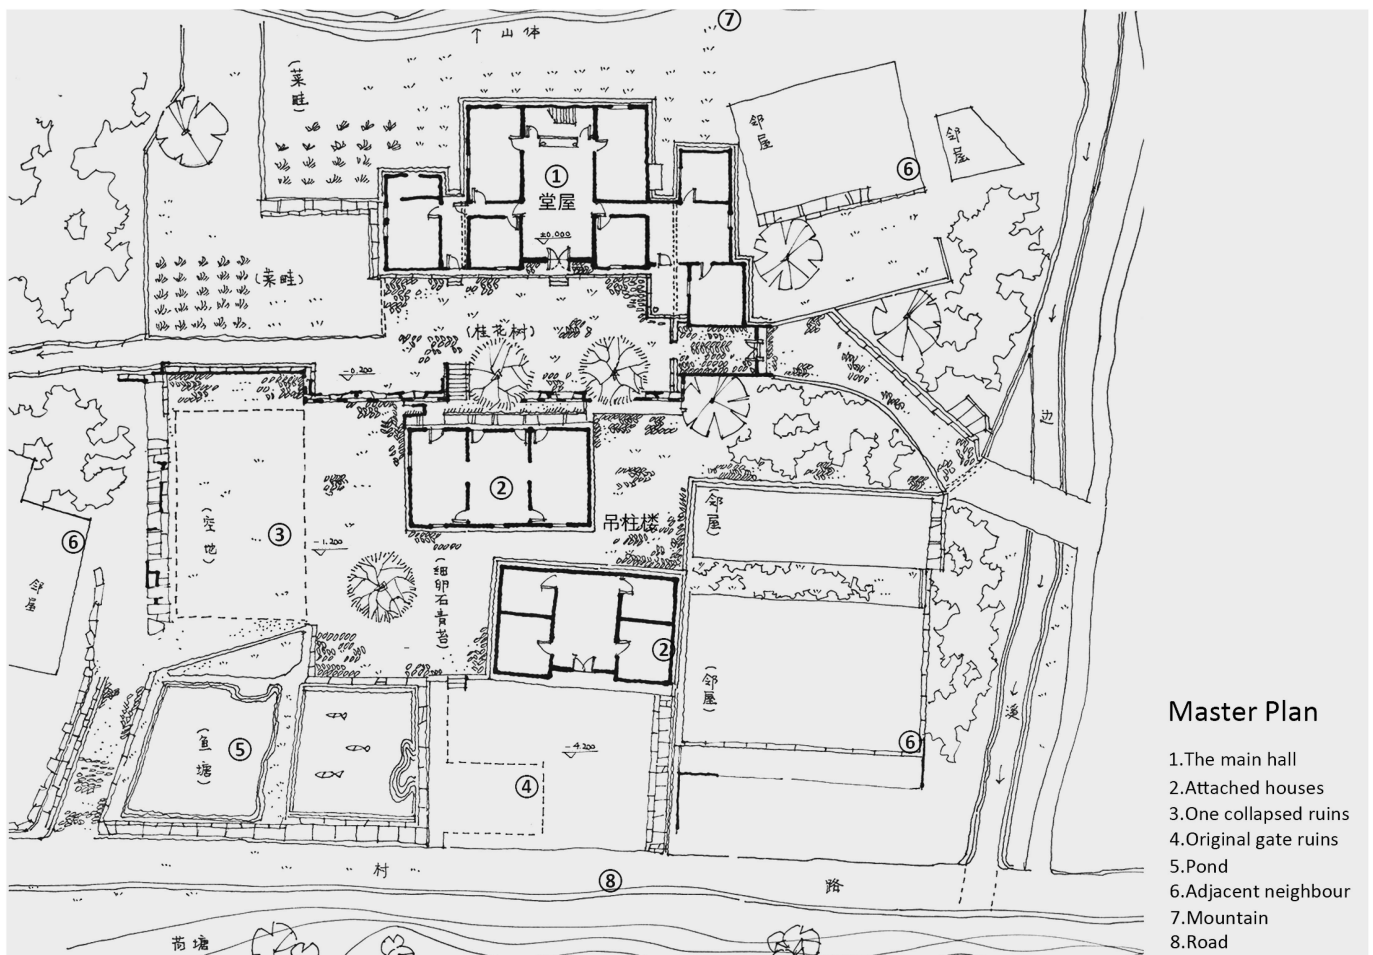 ⑦
↑ 山体
(菜畦)
邻屋
邻屋
⑥
①
堂屋
±0.000
(菜畦)
(桂花树)
-0.200
边
②
邻屋)
吊柱楼
③
(空地)
-1.200
⑥
邻屋
(细卵石青苔)
②
(邻屋)
溪
(鱼塘)
⑤
⑥
-4.200
④
村
⑧
路
荷塘
Master Plan
1.The main hall
2.Attached houses
3.One collapsed ruins
4.Original gate ruins
5.Pond
6.Adjacent neighbour
7.Mountain
8.Road